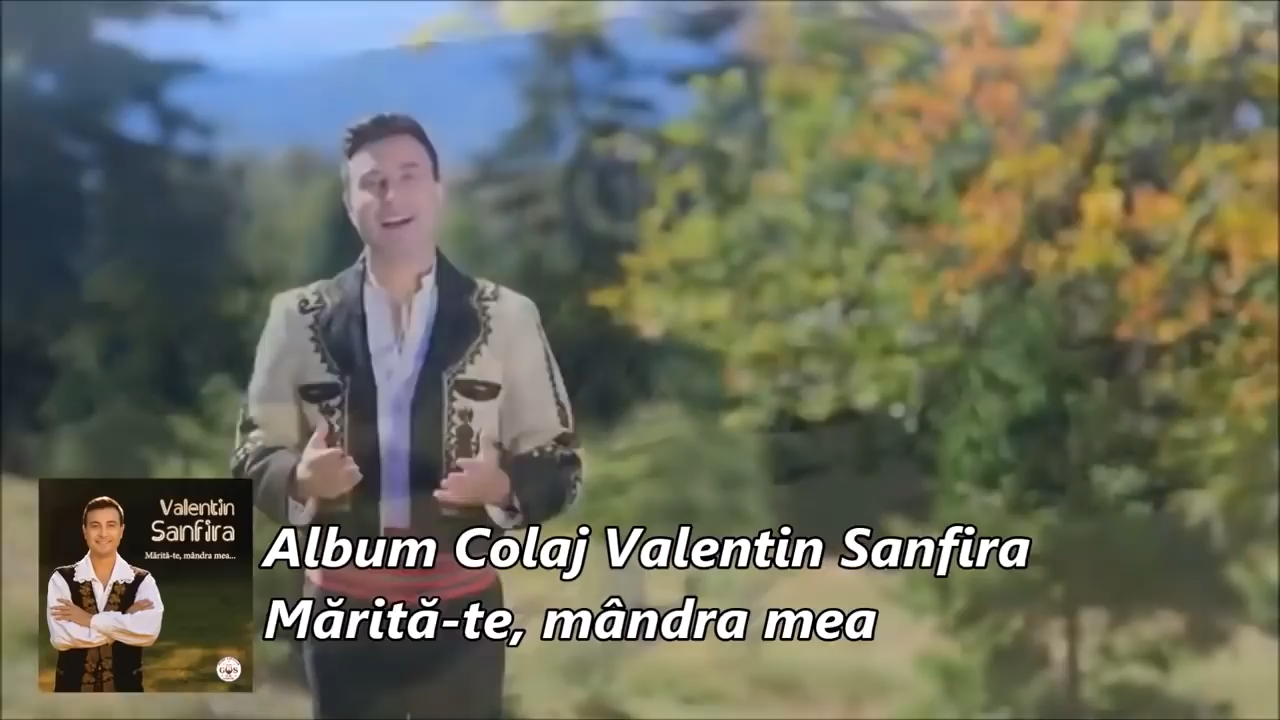 Valentin
Sanfira
Mărită-te, mândra mea...
Album Colaj Valentin Sanfira
Mărită-te, mândra mea